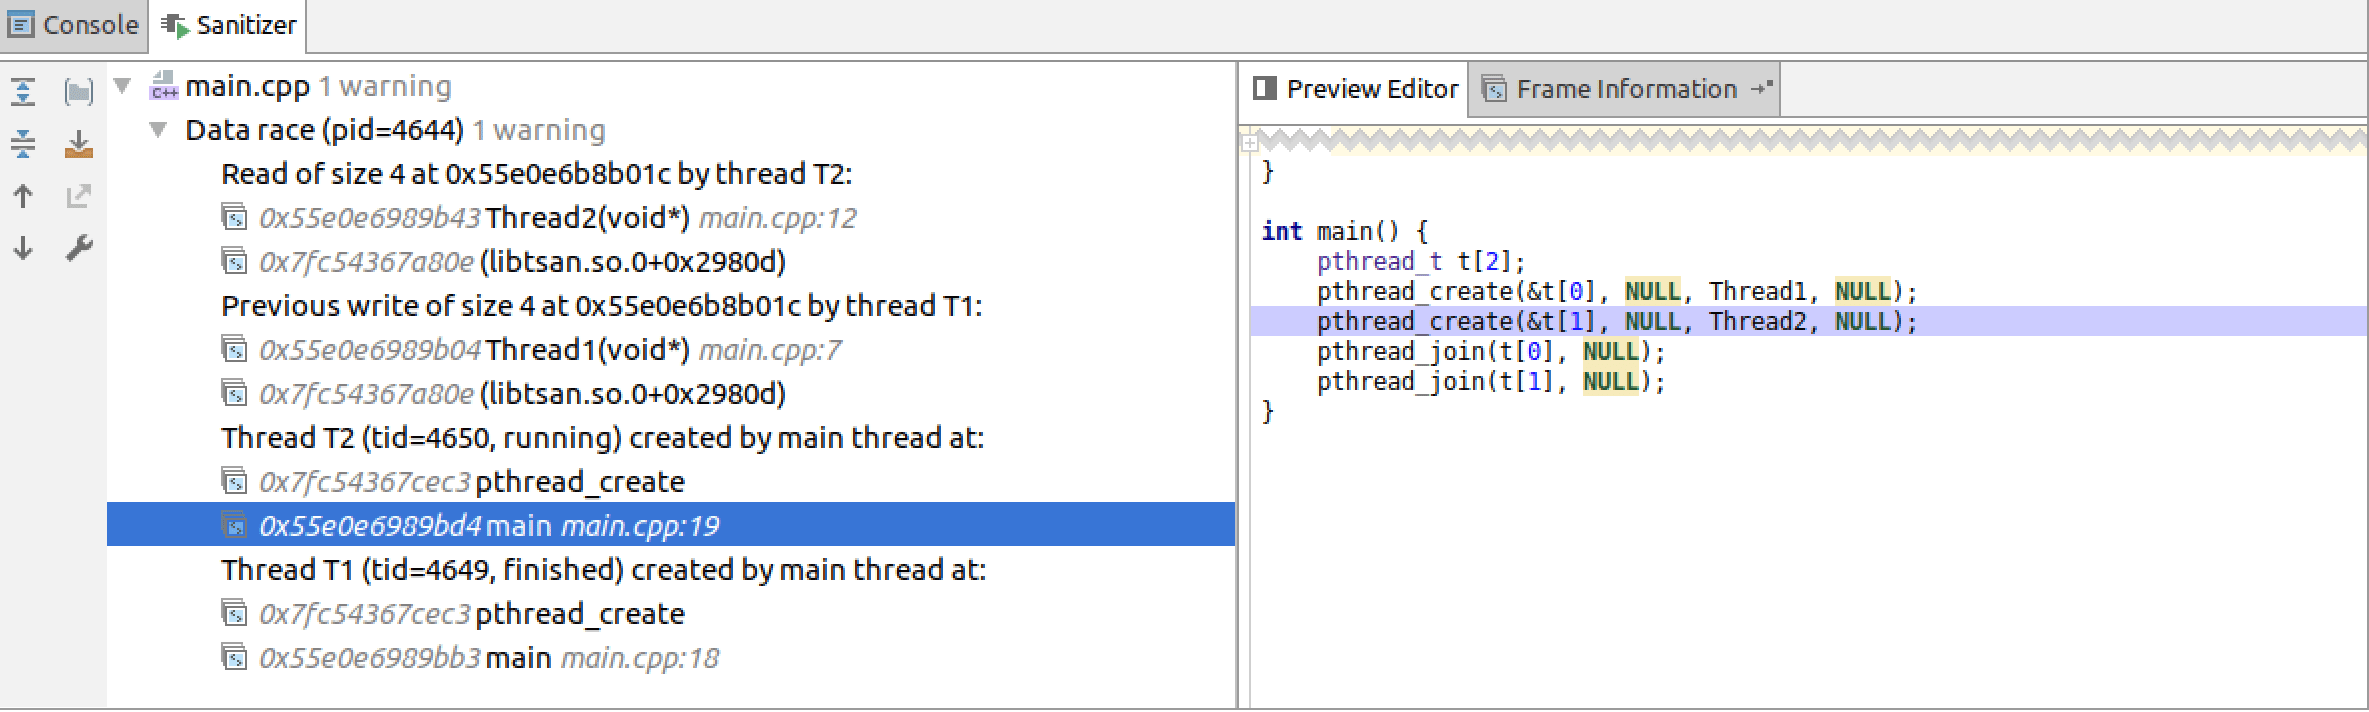 Console Sanitizer
main.cpp 1 warning
Data race (pid=4644) 1 warning
Read of size 4 at 0x55e0e6b8b01c by thread T2:
0x55e0e6989b43 Thread2(void*) main.cpp:12
0x7fc54367a80e (libtsan.so.0+0x2980d)
Previous write of size 4 at 0x55e0e6b8b01c by thread T1:
0x55e0e6989b04 Thread1(void*) main.cpp:7
0x7fc54367a80e (libtsan.so.0+0x2980d)
Thread T2 (tid=4650, running) created by main thread at:
0x7fc54367cec3 pthread_create
0x55e0e6989bd4 main main.cpp:19
Thread T1 (tid=4649, finished) created by main thread at:
0x7fc54367cec3 pthread_create
0x55e0e6989bb3 main main.cpp:18
Preview Editor Frame Information
}
int main() {
    pthread_t t[2];
    pthread_create(&t[0], NULL, Thread1, NULL);
    pthread_create(&t[1], NULL, Thread2, NULL);
    pthread_join(t[0], NULL);
    pthread_join(t[1], NULL);
}